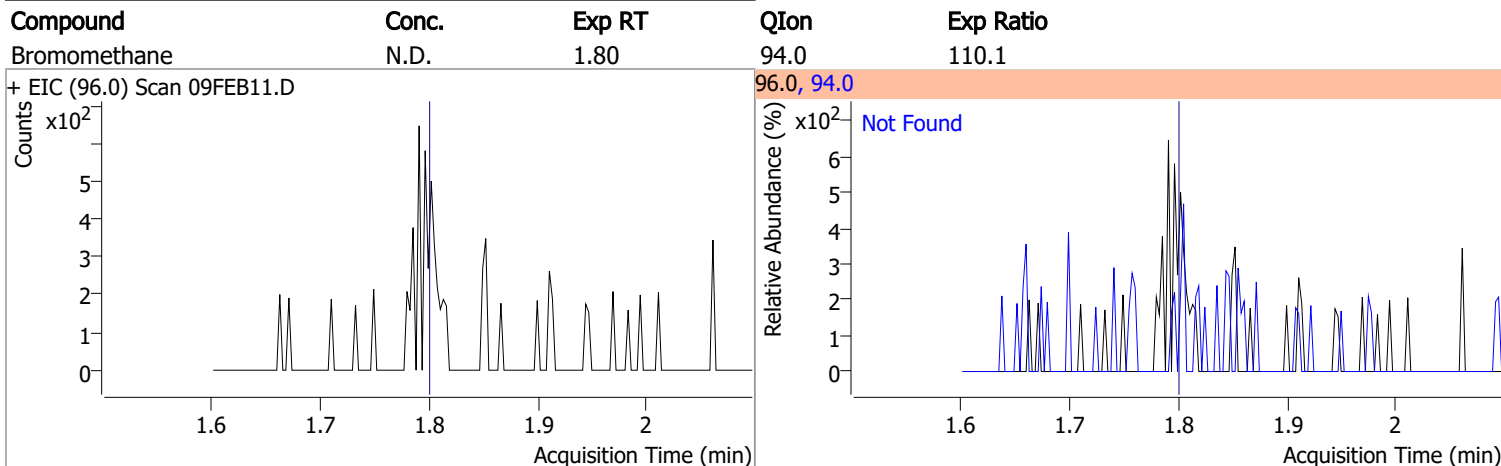 Compound Conc. Exp RT QIon Exp Ratio
Bromomethane N.D. 1.80 94.0 110.1
+ EIC (96.0) Scan 09FEB11.D
Counts
x10²
5
4
3
2
1
0
1.6 1.7 1.8 1.9 2
Acquisition Time (min)
96.0, 94.0
Relative Abundance (%)
x10²
Not Found
6
5
4
3
2
1
0
1.6 1.7 1.8 1.9 2
Acquisition Time (min)